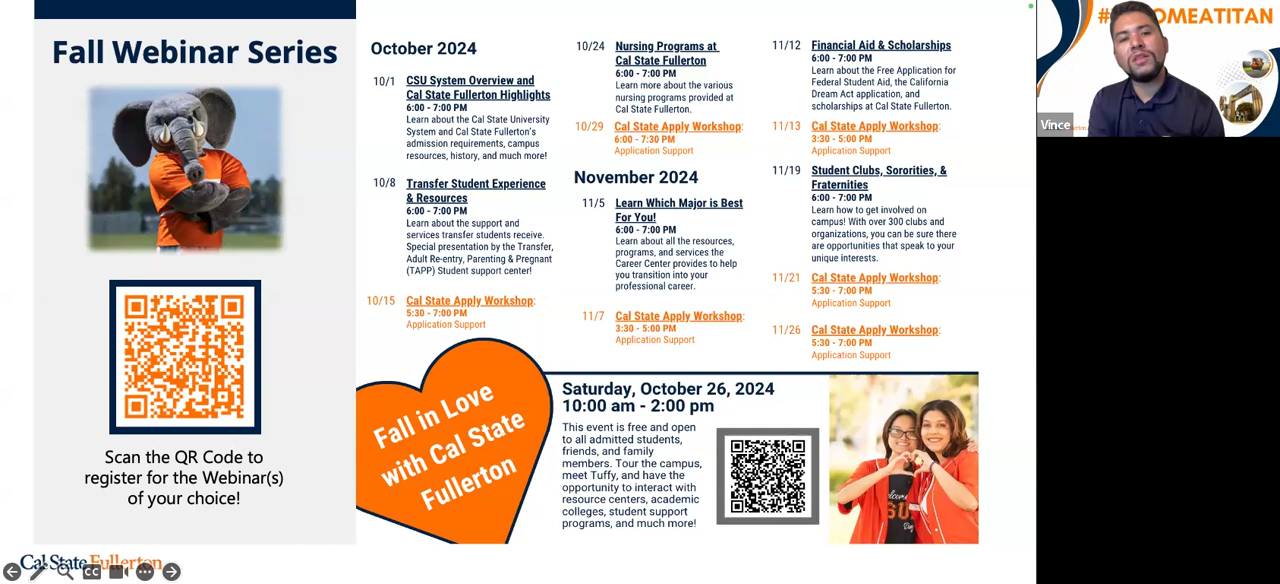 Fall Webinar Series
Scan the QR Code to
register for the Webinar(s)
of your choice!
Cal State Fullerton
CC
October 2024
10/1 CSU System Overview and
Cal State Fullerton Highlights
6:00 - 7:00 PM
Learn about the Cal State University
System and Cal State Fullerton's
admission requirements, campus
resources, history, and much more!
10/8 Transfer Student Experience
& Resources
6:00 - 7:00 PM
Learn about the support and
services transfer students receive.
Special presentation by the Transfer,
Adult Re-entry, Parenting & Pregnant
(TAPP) Student support center!
10/15 Cal State Apply Workshop:
5:30 - 7:00 PM
Application Support
10/24 Nursing Programs at
Cal State Fullerton
6:00 - 7:00 PM
Learn more about the various
nursing programs provided at
Cal State Fullerton.
10/29 Cal State Apply Workshop:
6:00 - 7:30 PM
Application Support
November 2024
11/5 Learn Which Major is Best
For You!
6:00 - 7:00 PM
Learn about all the resources,
programs, and services the
Career Center provides to help
you transition into your
professional career.
11/7 Cal State Apply Workshop:
3:30 - 5:00 PM
Application Support
11/12 Financial Aid & Scholarships
6:00 - 7:00 PM
Learn about the Free Application for
Federal Student Aid, the California
Dream Act application, and
scholarships at Cal State Fullerton.
11/13 Cal State Apply Workshop:
3:30 - 5:00 PM
Application Support
11/19 Student Clubs, Sororities, &
Fraternities
6:00 - 7:00 PM
Learn how to get involved on
campus! With over 300 clubs and
organizations, you can be sure there
are opportunities that speak to your
unique interests.
11/21 Cal State Apply Workshop:
5:30 - 7:00 PM
Application Support
11/26 Cal State Apply Workshop:
5:30 - 7:00 PM
Application Support
Fall in Love
with Cal State
Fullerton
Saturday, October 26, 2024
10:00 am - 2:00 pm
This event is free and open
to all admitted students,
friends, and family
members. Tour the campus,
meet Tuffy, and have the
opportunity to interact with
resource centers, academic
colleges, student support
programs, and much more!
OMEATITAN
Vince